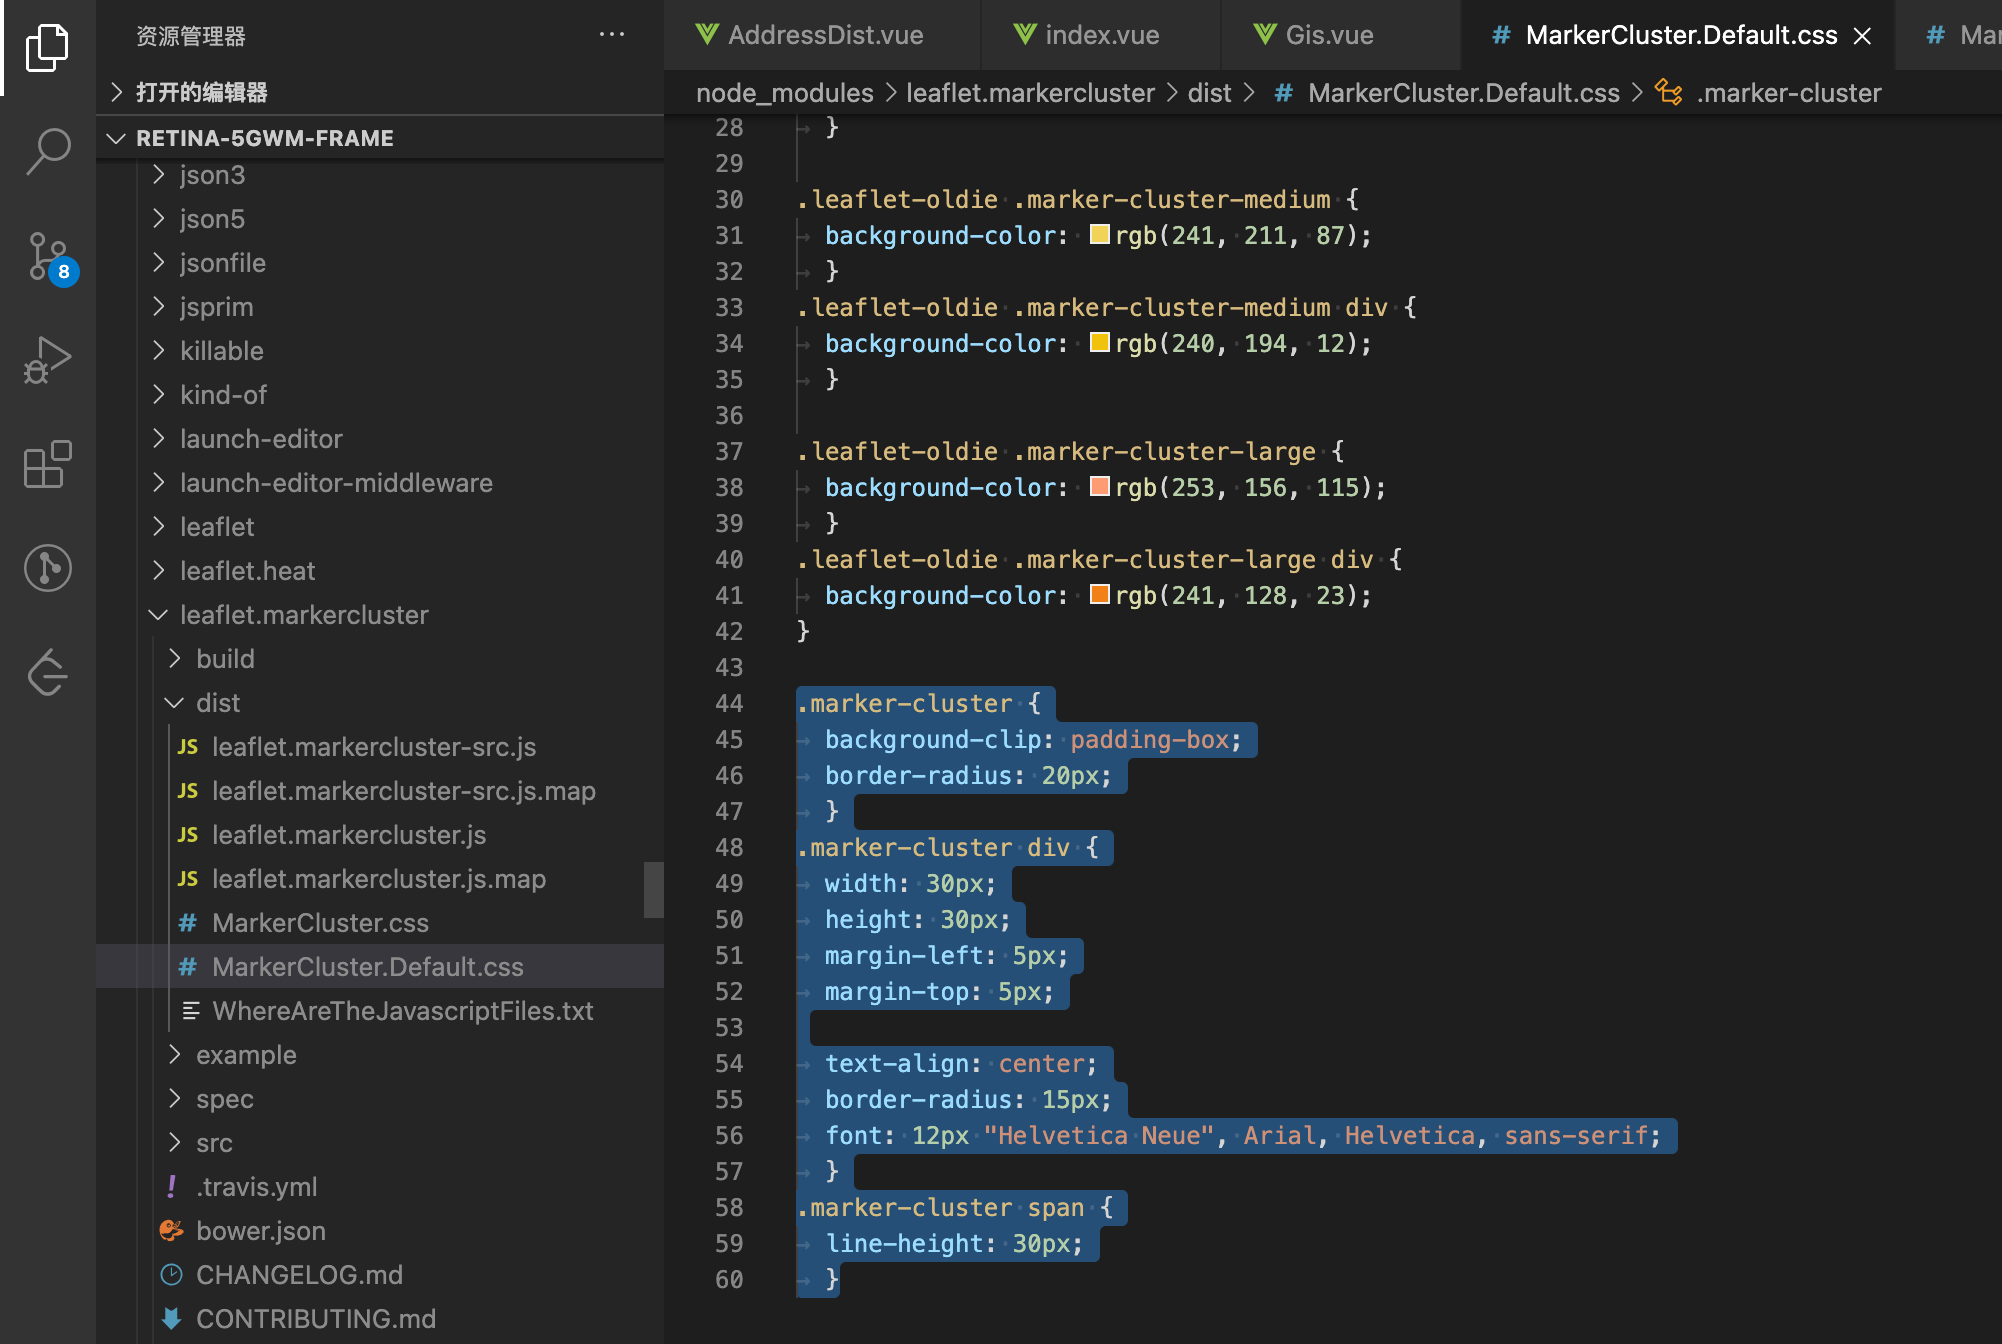 资源管理器
打开的编辑器
RETINA-5GWM-FRAME
json3
json5
jsonfile
jsprim
killable
kind-of
launch-editor
launch-editor-middleware
leaflet
leaflet.heat
leaflet.markercluster
build
dist
JS leaflet.markercluster-src.js
JS leaflet.markercluster-src.js.map
JS leaflet.markercluster.js
JS leaflet.markercluster.js.map
# MarkerCluster.css
# MarkerCluster.Default.css
WhereAreTheJavascriptFiles.txt
example
spec
src
! .travis.yml
bower.json
CHANGELOG.md
CONTRIBUTING.md
8
AddressDist.vue index.vue Gis.vue # MarkerCluster.Default.css # Mar
node_modules > leaflet.markercluster > dist > # MarkerCluster.Default.css > .marker-cluster
28 }
29
30 .leaflet-oldie .marker-cluster-medium {
31 background-color: rgb(241, 211, 87);
32 }
33 .leaflet-oldie .marker-cluster-medium div {
34 background-color: rgb(240, 194, 12);
35 }
36
37 .leaflet-oldie .marker-cluster-large {
38 background-color: rgb(253, 156, 115);
39 }
40 .leaflet-oldie .marker-cluster-large div {
41 background-color: rgb(241, 128, 23);
42 }
43
44 .marker-cluster {
45 background-clip: padding-box;
46 border-radius: 20px;
47 }
48 .marker-cluster div {
49 width: 30px;
50 height: 30px;
51 margin-left: 5px;
52 margin-top: 5px;
53
54 text-align: center;
55 border-radius: 15px;
56 font: 12px "Helvetica Neue", Arial, Helvetica, sans-serif;
57 }
58 .marker-cluster span {
59 line-height: 30px;
60 }